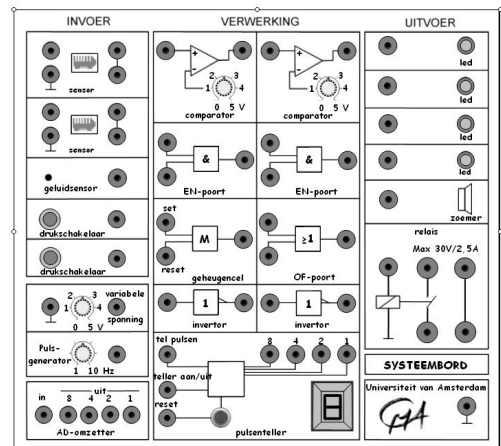 INVOER
VERWERKING
UITVOER
sensor
sensor
geluidsensor
drukschakelaar
drukschakelaar
variabele
spanning
2 3
1 4
0 5 V
Puls-
generator
1 10 Hz
uit
in 8 4 2 1
AD-omzetter
+
-
2 3
1 4
0 5 V
comparator
+
-
2 3
1 4
0 5 V
comparator
&
EN-poort
&
EN-poort
set
M
reset
geheugencel
≥1
OF-poort
1
invertor
1
invertor
tel pulsen
8 4 2 1
teller aan/uit
reset
8
pulsenteller
led
led
led
led
zoemer
relais
Max 30V/2,5A
SYSTEEMBORD
Universiteit van Amsterdam
CMA